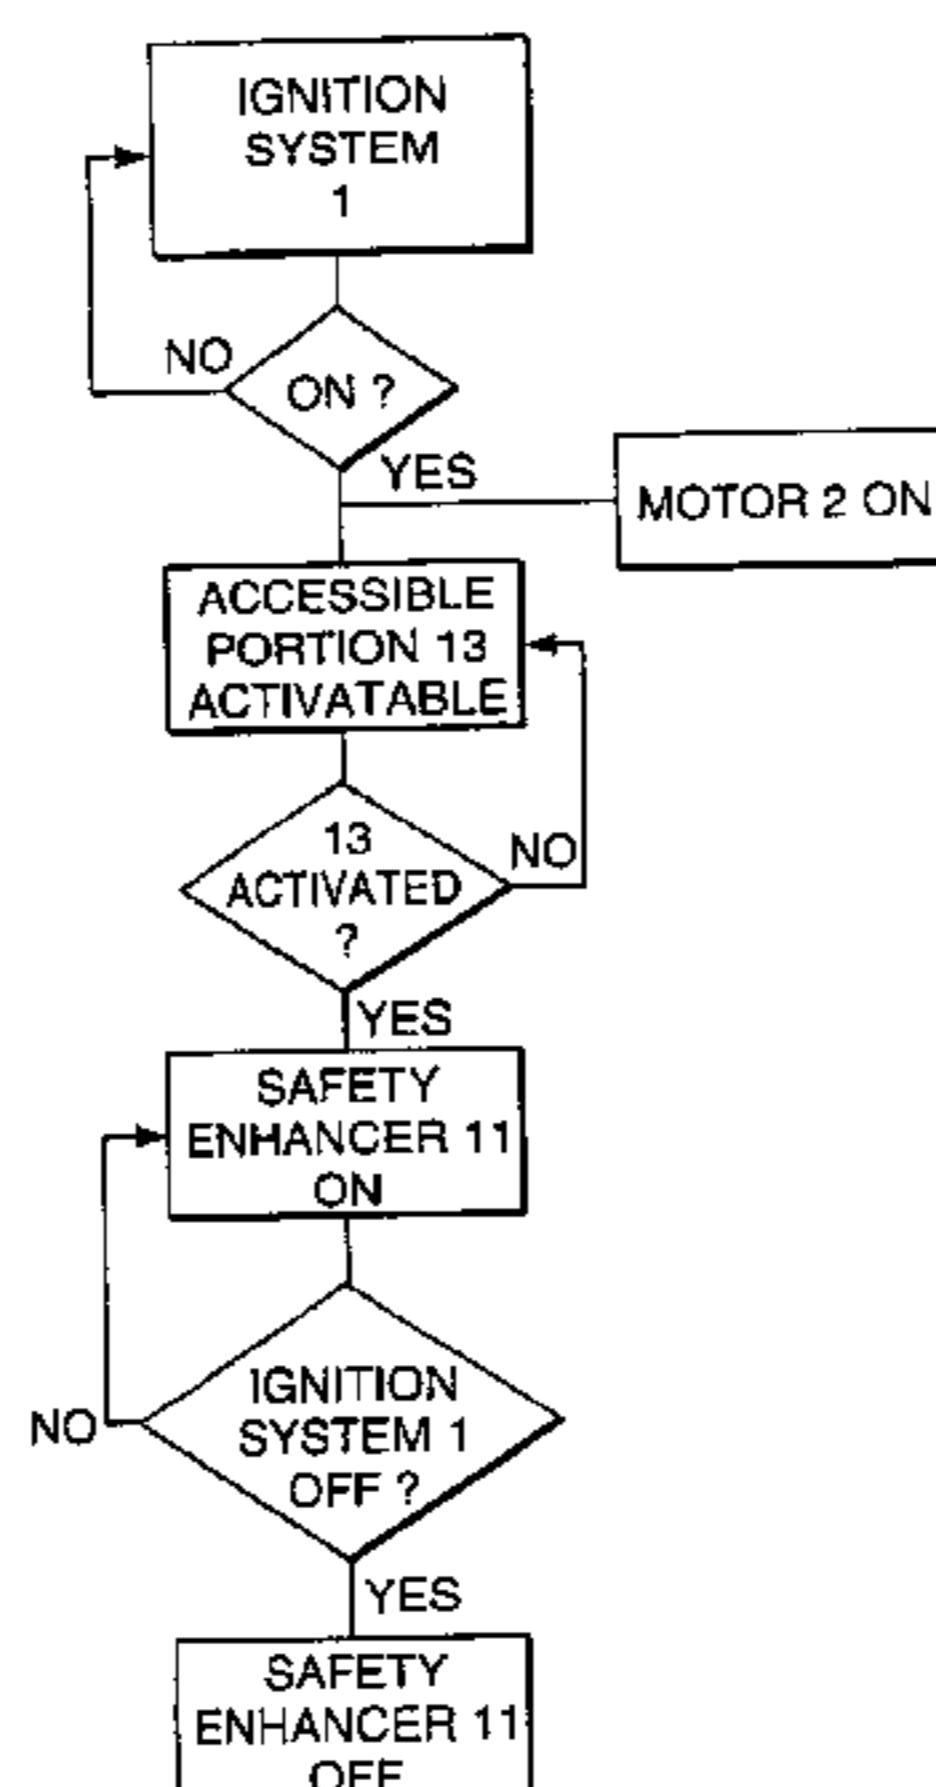 IGNITION
SYSTEM
1
NO
ON ?
YES
MOTOR 2 ON
ACCESSIBLE
PORTION 13
ACTIVATABLE
13
ACTIVATED
?
NO
YES
SAFETY
ENHANCER 11
ON
IGNITION
SYSTEM 1
OFF ?
NO
YES
SAFETY
ENHANCER 11
OFF